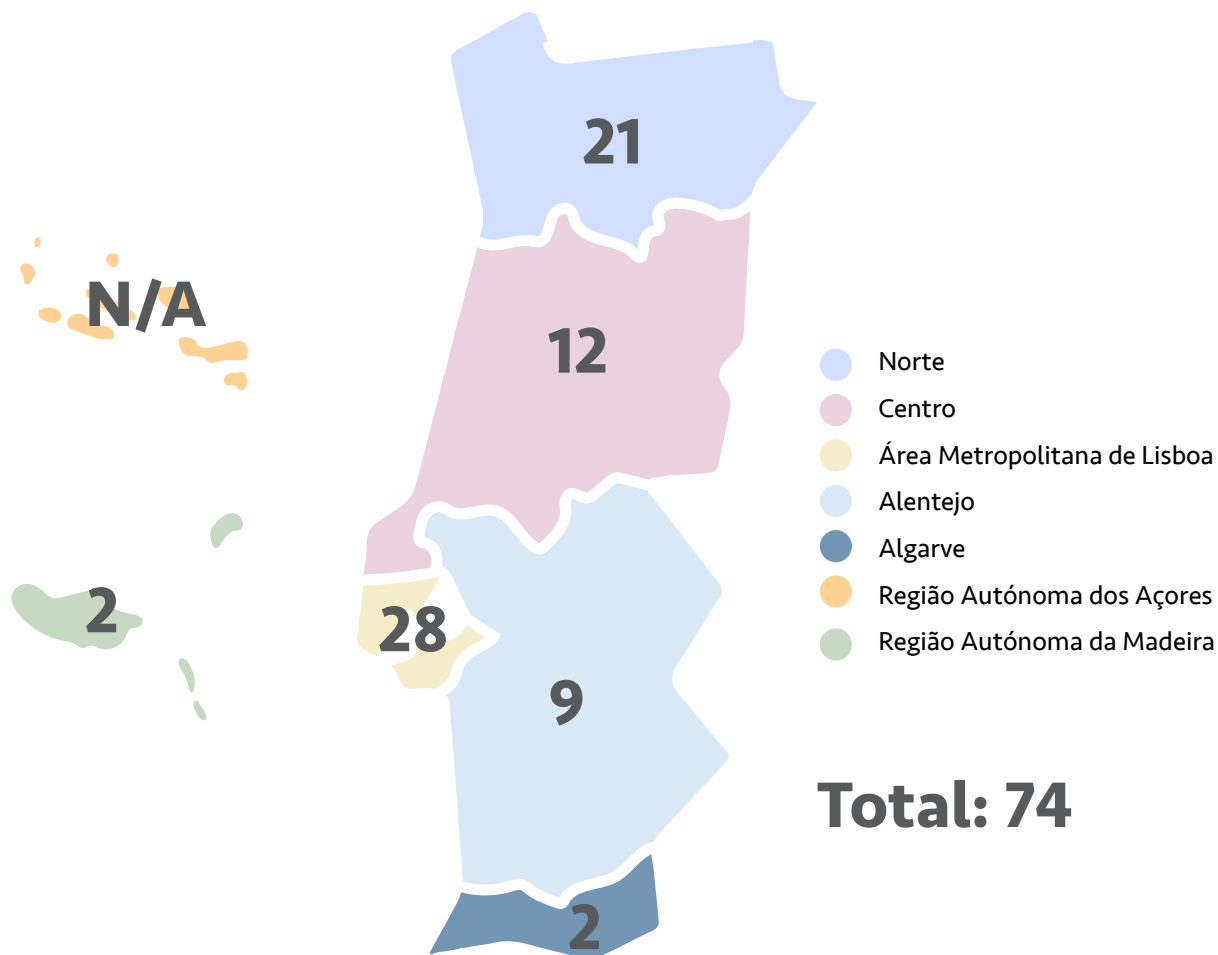 21
N/A
12
Norte
Centro
Área Metropolitana de Lisboa
Alentejo
Algarve
Região Autónoma dos Açores
Região Autónoma da Madeira
2
28
9
Total: 74
2